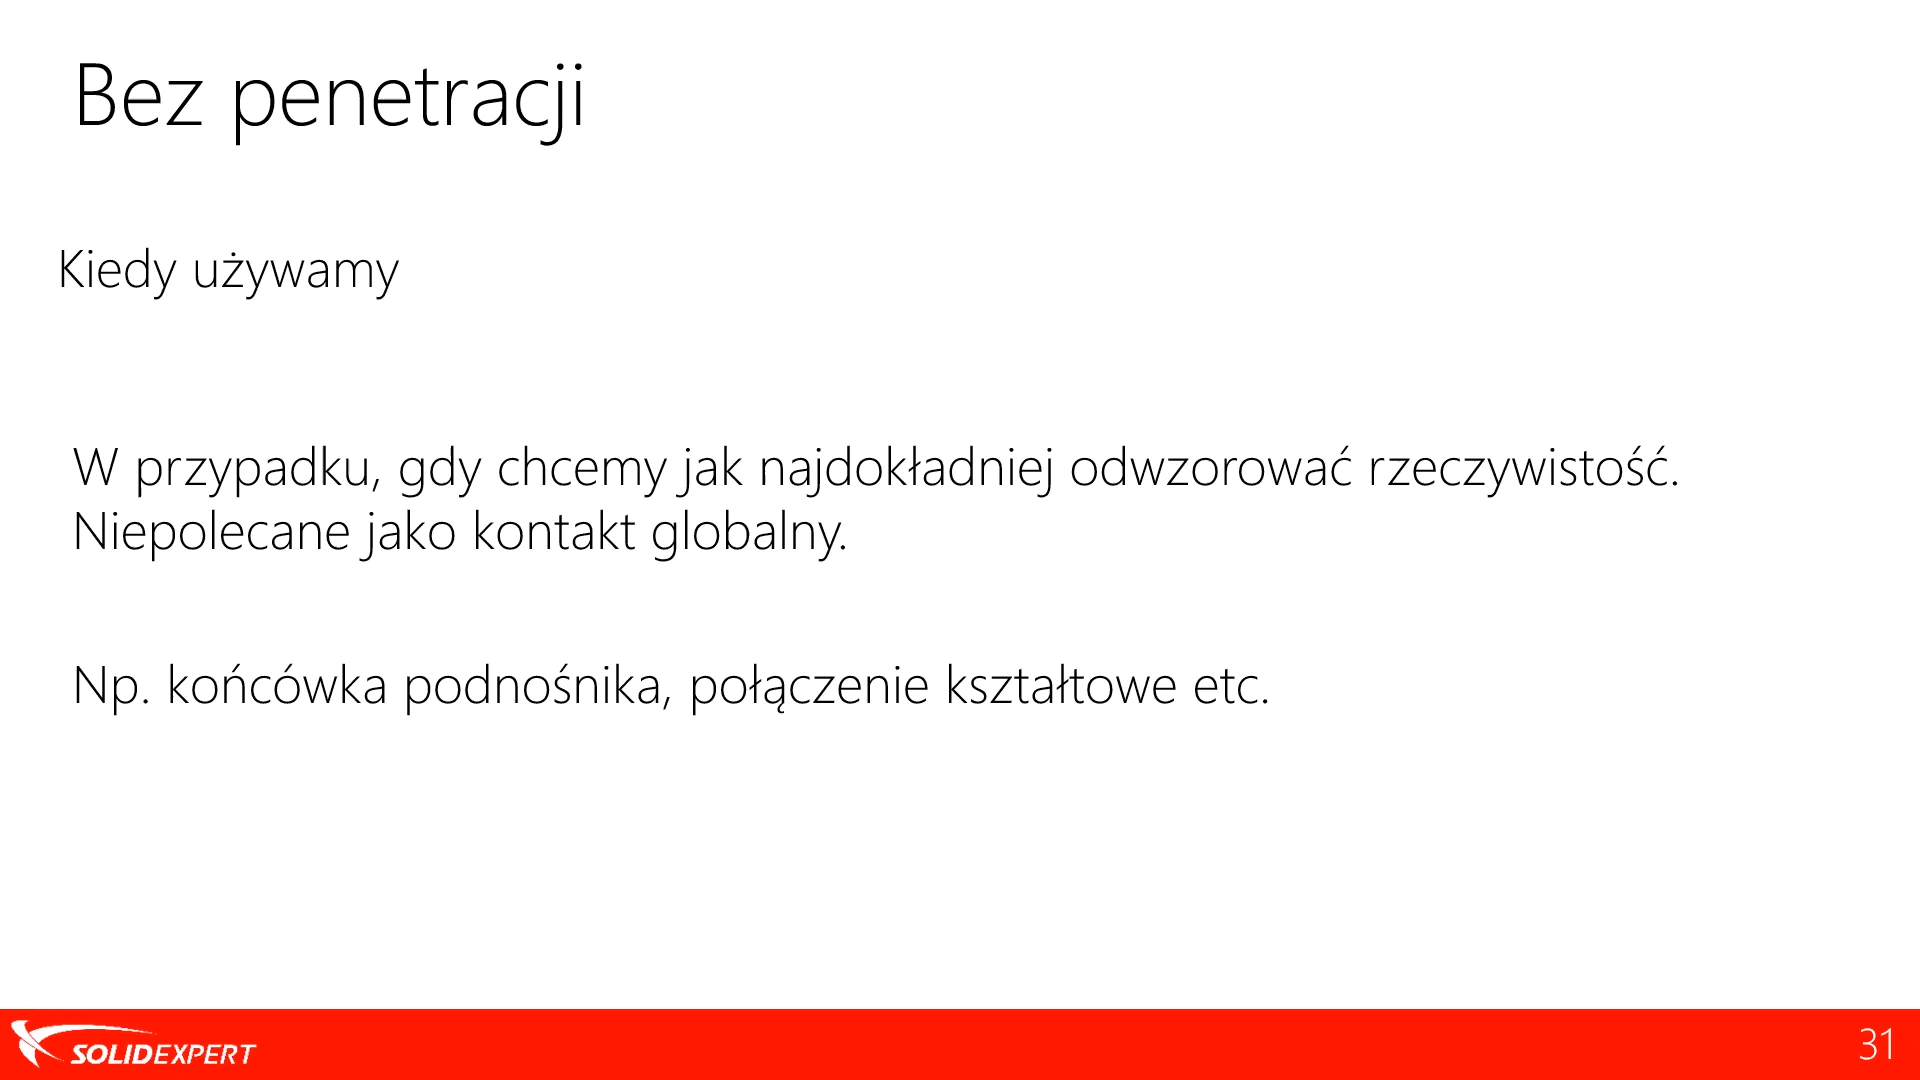 Bez penetracji
Kiedy używamy
W przypadku, gdy chcemy jak najdokładniej odwzorować rzeczywistość.
Niepolecane jako kontakt globalny.
Np. końcówka podnośnika, połączenie kształtowe etc.
SOLIDEXPERT
31